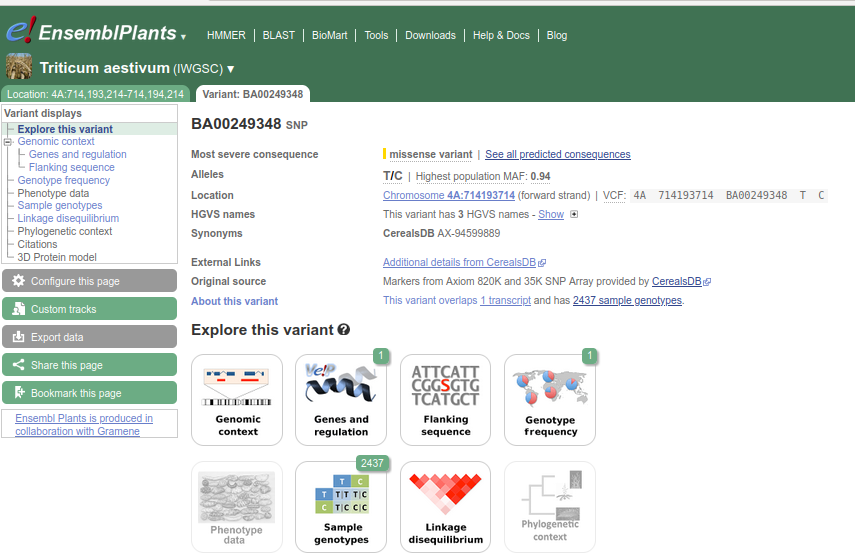 e! EnsemblPlants ▾ HMMER | BLAST | BioMart | Tools | Downloads | Help & Docs | Blog
Triticum aestivum (IWGSC) ▼
Location: 4A:714,193,214-714,194,214 Variant: BA00249348
Variant displays
Explore this variant
Genomic context
Genes and regulation
Flanking sequence
Genotype frequency
Phenotype data
Sample genotypes
Linkage disequilibrium
Phylogenetic context
Citations
3D Protein model
Configure this page
Custom tracks
Export data
Share this page
Bookmark this page
Ensembl Plants is produced in
collaboration with Gramene
BA00249348 SNP
Most severe consequence missense variant | See all predicted consequences
Alleles T/C | Highest population MAF: 0.94
Location Chromosome 4A:714193714 (forward strand) | VCF: 4A 714193714 BA00249348 T C
HGVS names This variant has 3 HGVS names - Show
Synonyms CerealsDB AX-94599889
External Links Additional details from CerealsDB
Original source Markers from Axiom 820K and 35K SNP Array provided by CerealsDB
About this variant This variant overlaps 1 transcript and has 2437 sample genotypes.
Explore this variant ?
Genomic
context
1
Ve!P
Genes and
regulation
ATTCATT
CGGSGTG
TCATGCT
Flanking
sequence
1
Genotype
frequency
Phenotype
data
2437
T C
T T T T C
C T C C C
Sample
genotypes
Linkage
disequilibrium
Phylogenetic
context